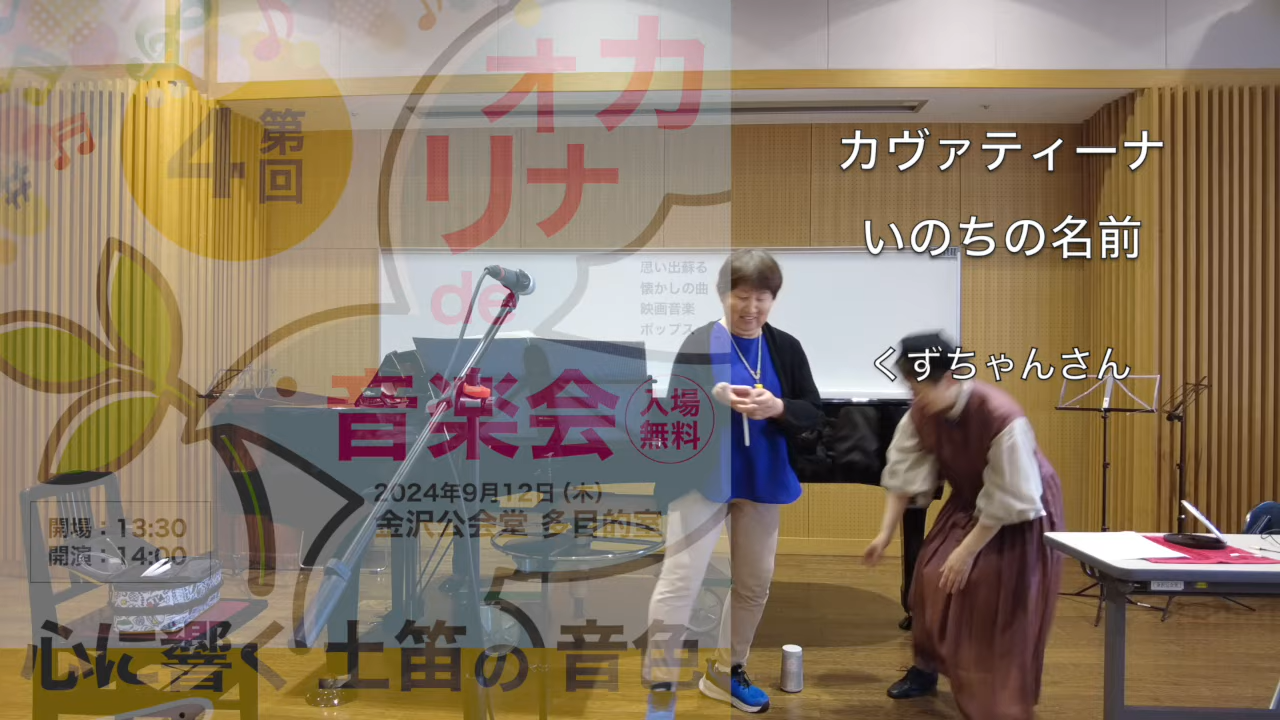 第4回
オカリナ
de
音楽会
入場無料
思い出蘇る
懐かしの曲
映画音楽
ポップス
2024年9月12日(木)
金沢公会堂 多目的室
開場:13:30
開演:14:00
心に響く土笛の音色
カヴァティーナ
いのちの名前
くずちゃんさん